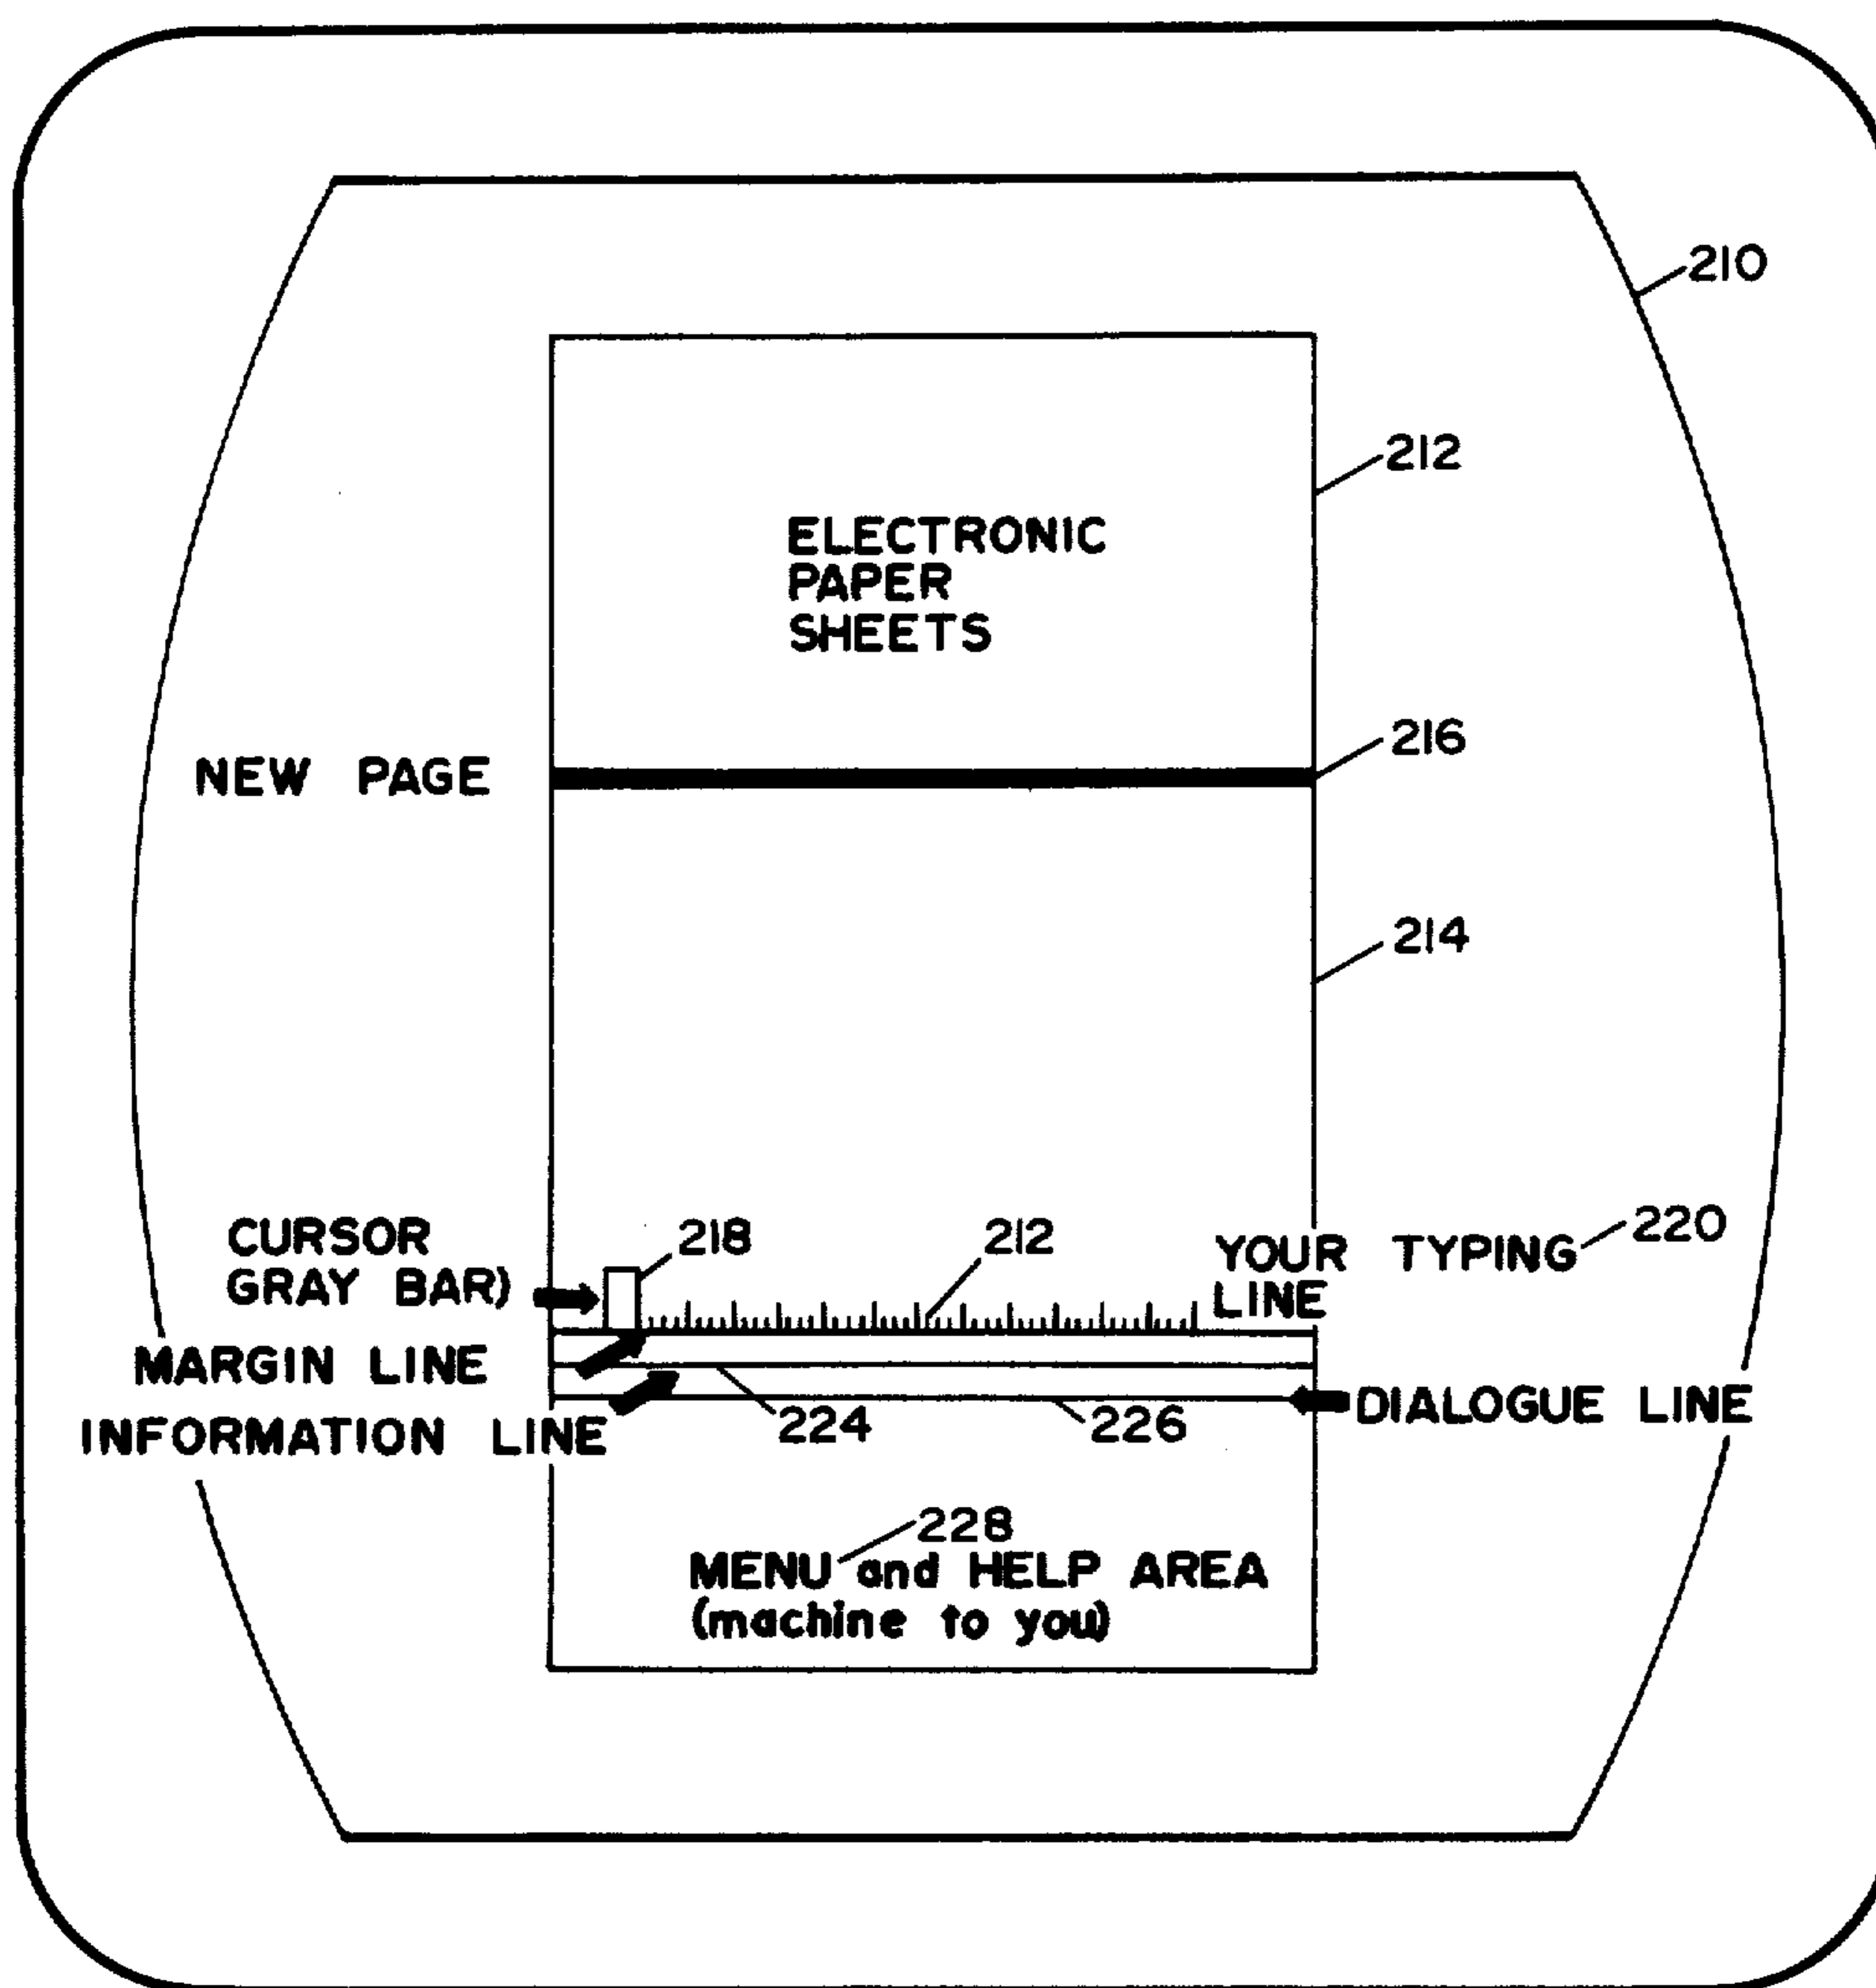 210
212
ELECTRONIC
PAPER
SHEETS
216
NEW PAGE
214
CURSOR
GRAY BAR)
218
212
YOUR TYPING
LINE
220
MARGIN LINE
INFORMATION LINE
224
226
DIALOGUE LINE
228
MENU and HELP AREA
(machine to you)